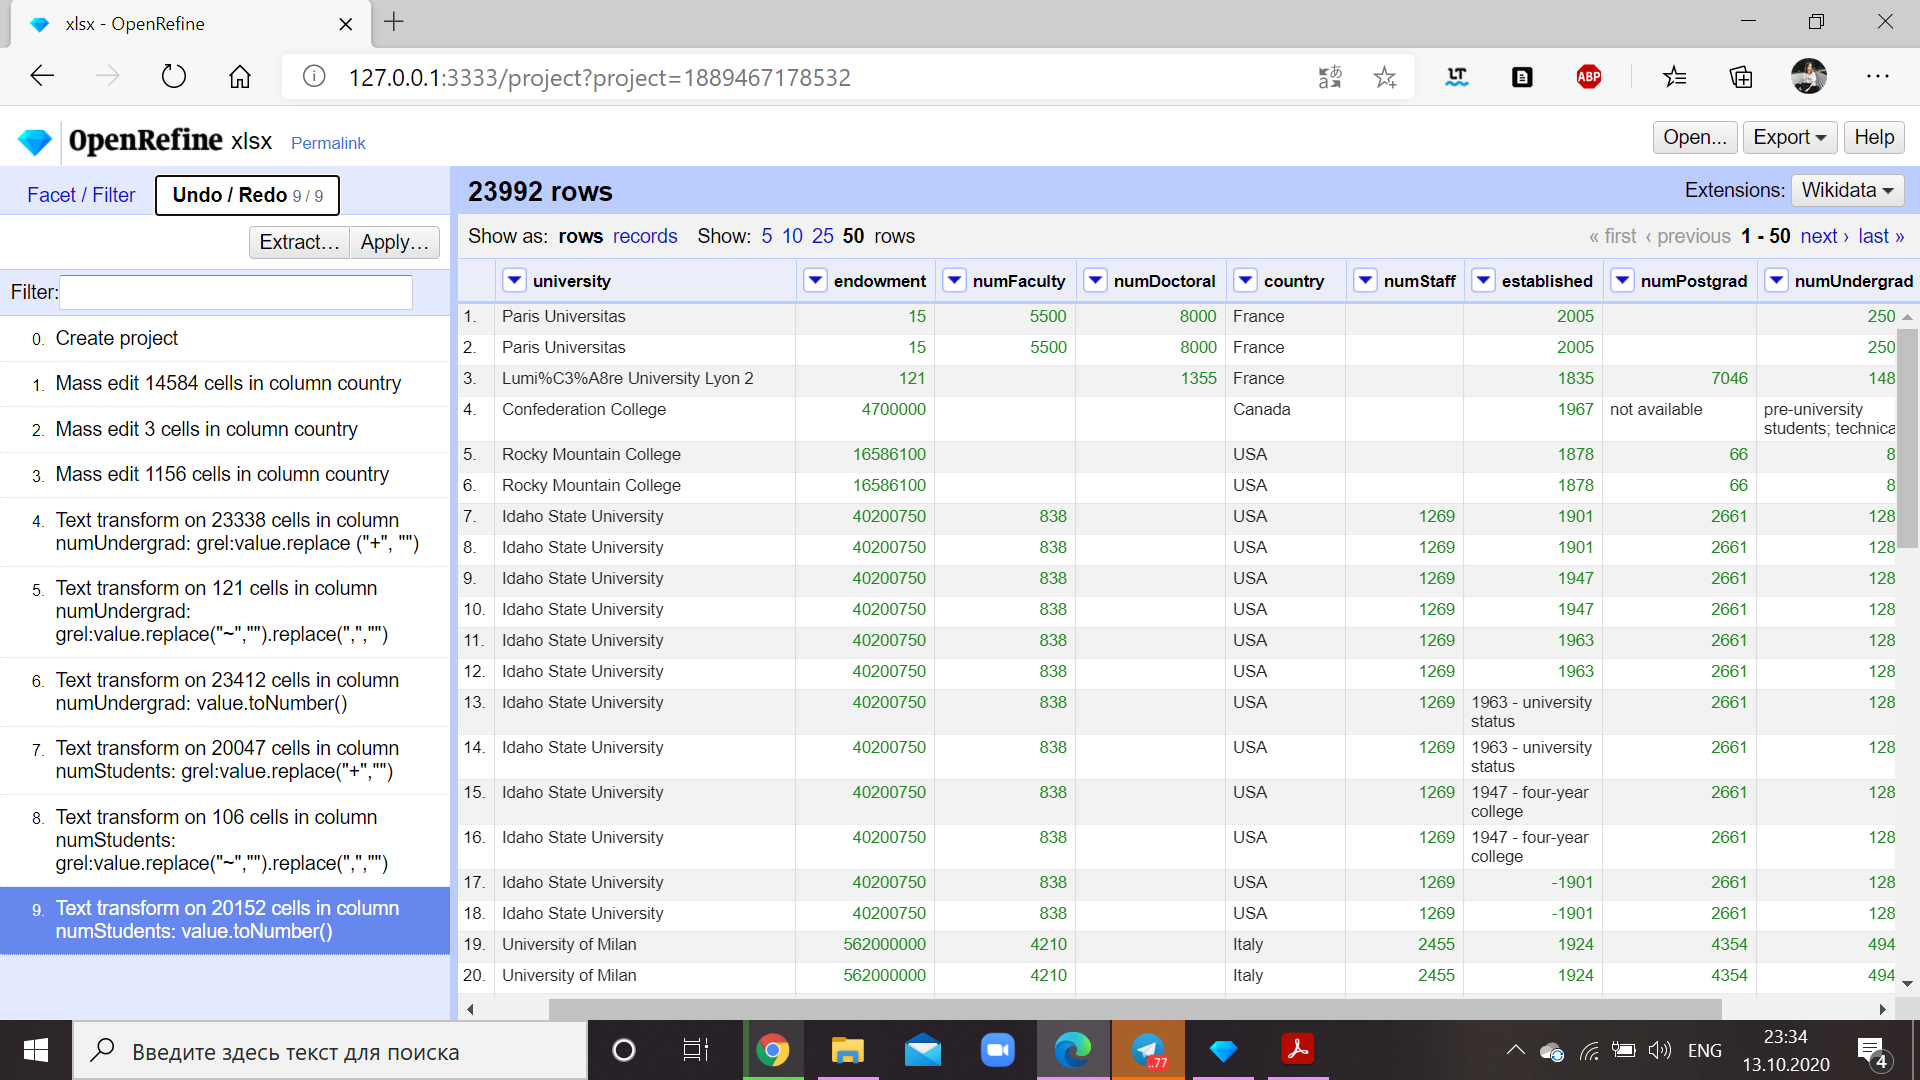 xlsx - OpenRefine
127.0.0.1:3333/project?project=1889467178532
LT
ABP
OpenRefine xlsx Permalink
Open... Export Help
Facet / Filter Undo / Redo 9 / 9
Extract... Apply...
Filter:
0. Create project
1. Mass edit 14584 cells in column country
2. Mass edit 3 cells in column country
3. Mass edit 1156 cells in column country
4. Text transform on 23338 cells in column
numUndergrad: grel:value.replace ("+", "")
5. Text transform on 121 cells in column
numUndergrad:
grel:value.replace("~","").replace(",","")
6. Text transform on 23412 cells in column
numUndergrad: value.toNumber()
7. Text transform on 20047 cells in column
numStudents: grel:value.replace("+","")
8. Text transform on 106 cells in column
numStudents:
grel:value.replace("~","").replace(",","")
9. Text transform on 20152 cells in column
numStudents: value.toNumber()
23992 rows
Extensions: Wikidata
Show as: rows records Show: 5 10 25 50 rows
« first ‹ previous 1 - 50 next › last »
university endowment numFaculty numDoctoral country numStaff established numPostgrad numUndergrad
1. Paris Universitas 15 5500 8000 France 2005 250
2. Paris Universitas 15 5500 8000 France 2005 250
3. Lumi%C3%A8re University Lyon 2 121 1355 France 1835 7046 148
4. Confederation College 4700000 Canada 1967 not available pre-university
students; technica
5. Rocky Mountain College 16586100 USA 1878 66 8
6. Rocky Mountain College 16586100 USA 1878 66 8
7. Idaho State University 40200750 838 USA 1269 1901 2661 128
8. Idaho State University 40200750 838 USA 1269 1901 2661 128
9. Idaho State University 40200750 838 USA 1269 1947 2661 128
10. Idaho State University 40200750 838 USA 1269 1947 2661 128
11. Idaho State University 40200750 838 USA 1269 1963 2661 128
12. Idaho State University 40200750 838 USA 1269 1963 2661 128
13. Idaho State University 40200750 838 USA 1269 1963 - university 2661 128
status
14. Idaho State University 40200750 838 USA 1269 1963 - university 2661 128
status
15. Idaho State University 40200750 838 USA 1269 1947 - four-year 2661 128
college
16. Idaho State University 40200750 838 USA 1269 1947 - four-year 2661 128
college
17. Idaho State University 40200750 838 USA 1269 -1901 2661 128
18. Idaho State University 40200750 838 USA 1269 -1901 2661 128
19. University of Milan 562000000 4210 Italy 2455 1924 4354 494
20. University of Milan 562000000 4210 Italy 2455 1924 4354 494
Введите здесь текст для поиска
..77
ENG
23:34
13.10.2020
4